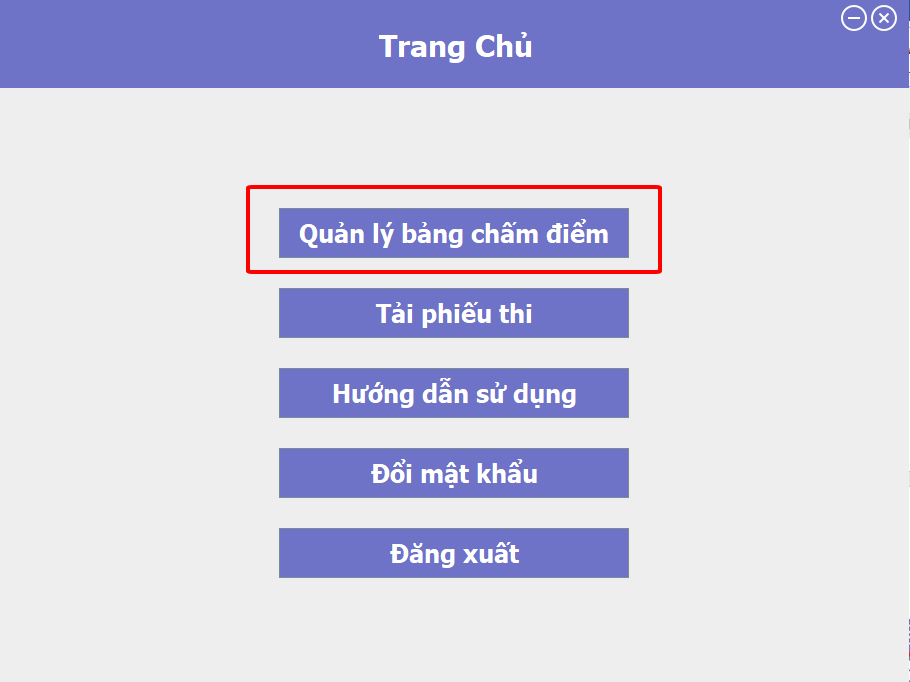 Trang Chủ
Quản lý bảng chấm điểm
Tải phiếu thi
Hướng dẫn sử dụng
Đổi mật khẩu
Đăng xuất